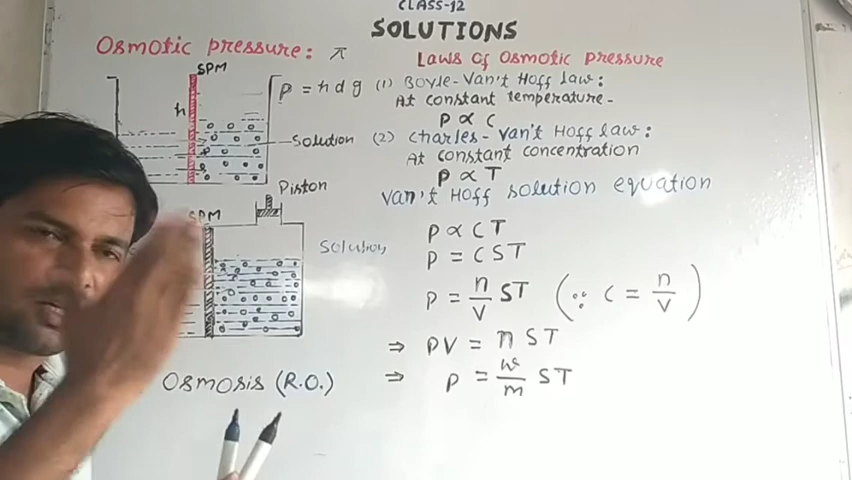 CLASS-12
SOLUTIONS
Osmotic pressure: π
SPM
h
P = h d g
Solution
Piston
SPM
Solution
Osmosis (R.O.)
Laws of Osmotic pressure
(1) Boyle-Van't Hoff law:
At constant temperature-
P ∝ C
(2) Charles-Van't Hoff law:
At constant concentration
P ∝ T
Van't Hoff solution equation
P ∝ CT
P = CST
P = n/V ST (∵ C = n/V)
⇒ PV = n ST
⇒ P = w/m ST